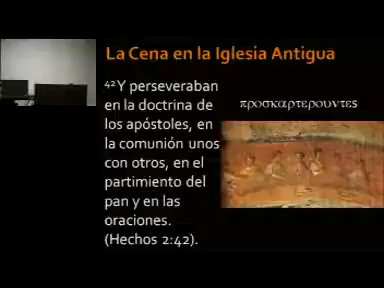 La Cena en la Iglesia Antigua
42Y perseveraban
en la doctrina de
los apóstoles, en
la comunión unos
con otros, en el
partimiento del
pan y en las
oraciones.
(Hechos 2:42).
προσκαρτερουντες